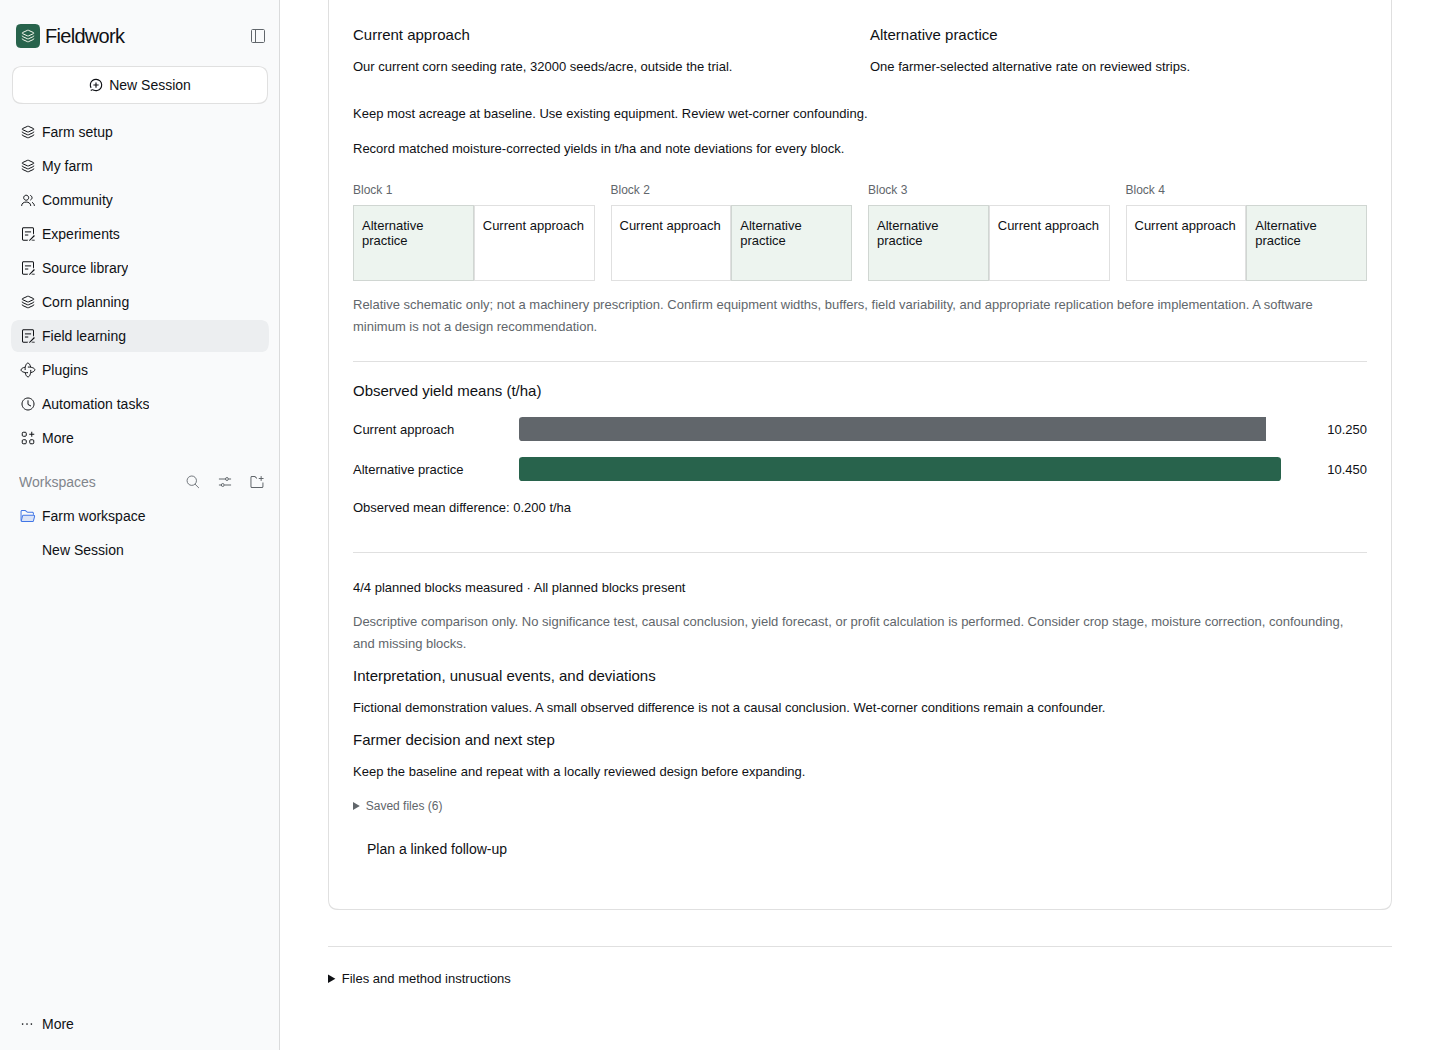 Fieldwork
New Session
Farm setup
My farm
Community
Experiments
Source library
Corn planning
Field learning
Plugins
Automation tasks
More
Workspaces
Farm workspace
New Session
More
Current approach
Our current corn seeding rate, 32000 seeds/acre, outside the trial.
Alternative practice
One farmer-selected alternative rate on reviewed strips.
Keep most acreage at baseline. Use existing equipment. Review wet-corner confounding.
Record matched moisture-corrected yields in t/ha and note deviations for every block.
Block 1
Alternative
practice
Current approach
Block 2
Current approach
Alternative
practice
Block 3
Alternative
practice
Current approach
Block 4
Current approach
Alternative
practice
Relative schematic only; not a machinery prescription. Confirm equipment widths, buffers, field variability, and appropriate replication before implementation. A software
minimum is not a design recommendation.
Observed yield means (t/ha)
Current approach 10.250
Alternative practice 10.450
Observed mean difference: 0.200 t/ha
4/4 planned blocks measured · All planned blocks present
Descriptive comparison only. No significance test, causal conclusion, yield forecast, or profit calculation is performed. Consider crop stage, moisture correction, confounding,
and missing blocks.
Interpretation, unusual events, and deviations
Fictional demonstration values. A small observed difference is not a causal conclusion. Wet-corner conditions remain a confounder.
Farmer decision and next step
Keep the baseline and repeat with a locally reviewed design before expanding.
Saved files (6)
Plan a linked follow-up
Files and method instructions